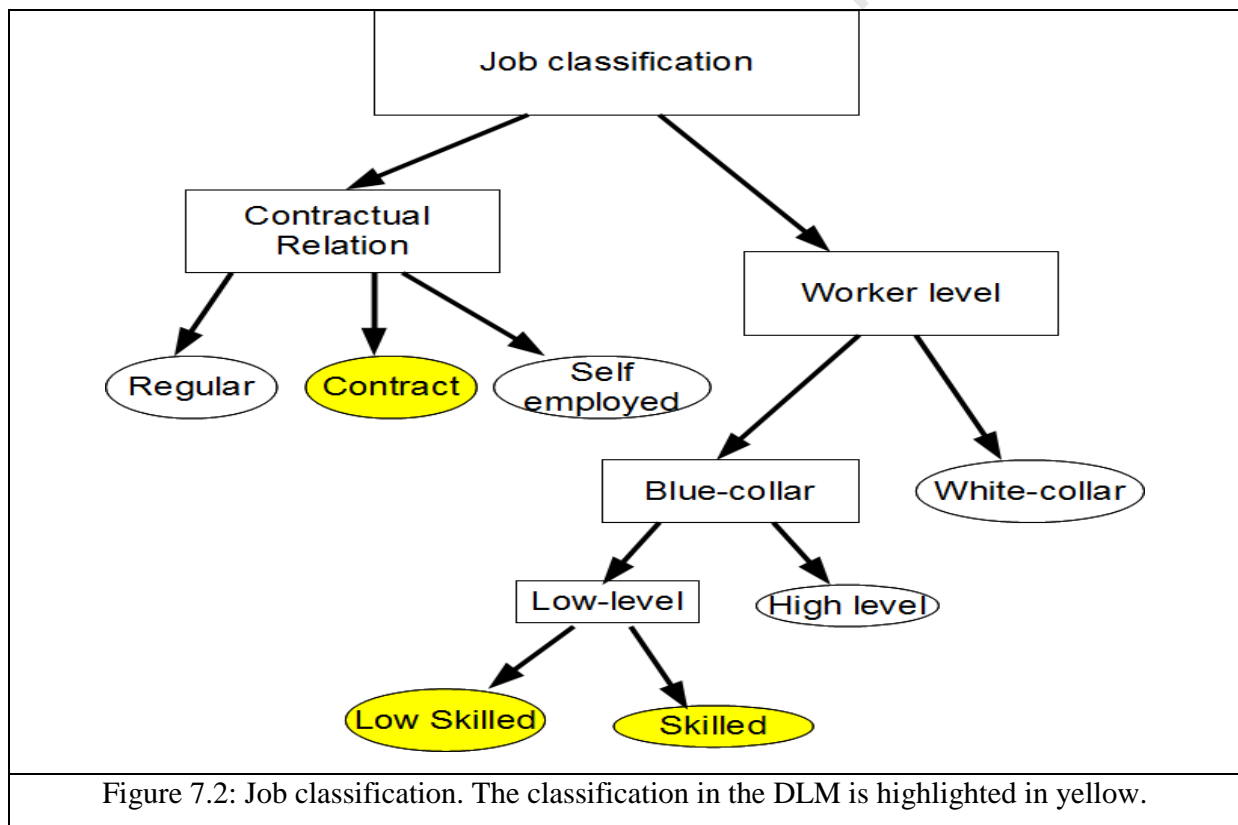 Job classification
Contractual
Relation
Worker level
Regular
Contract
Self
employed
Blue-collar
White-collar
Low-level
High level
Low Skilled
Skilled
Figure 7.2: Job classification. The classification in the DLM is highlighted in yellow.